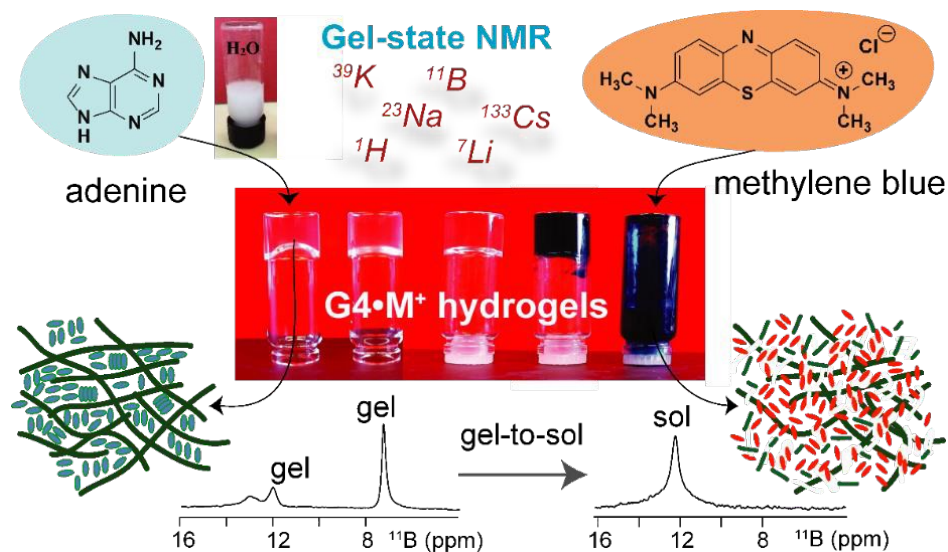 NH₂
N
N
N
N
H
adenine
H₂O
Gel-state NMR
³⁹K
¹¹B
²³Na
¹³³Cs
¹H
⁷Li
N
Cl⊖
H₃C
N
S
⊕
N
CH₃
CH₃
CH₃
methylene blue
G4•M⁺ hydrogels
gel
gel
gel-to-sol
sol
16
12
8
¹¹B (ppm)
16
12
8
¹¹B (ppm)